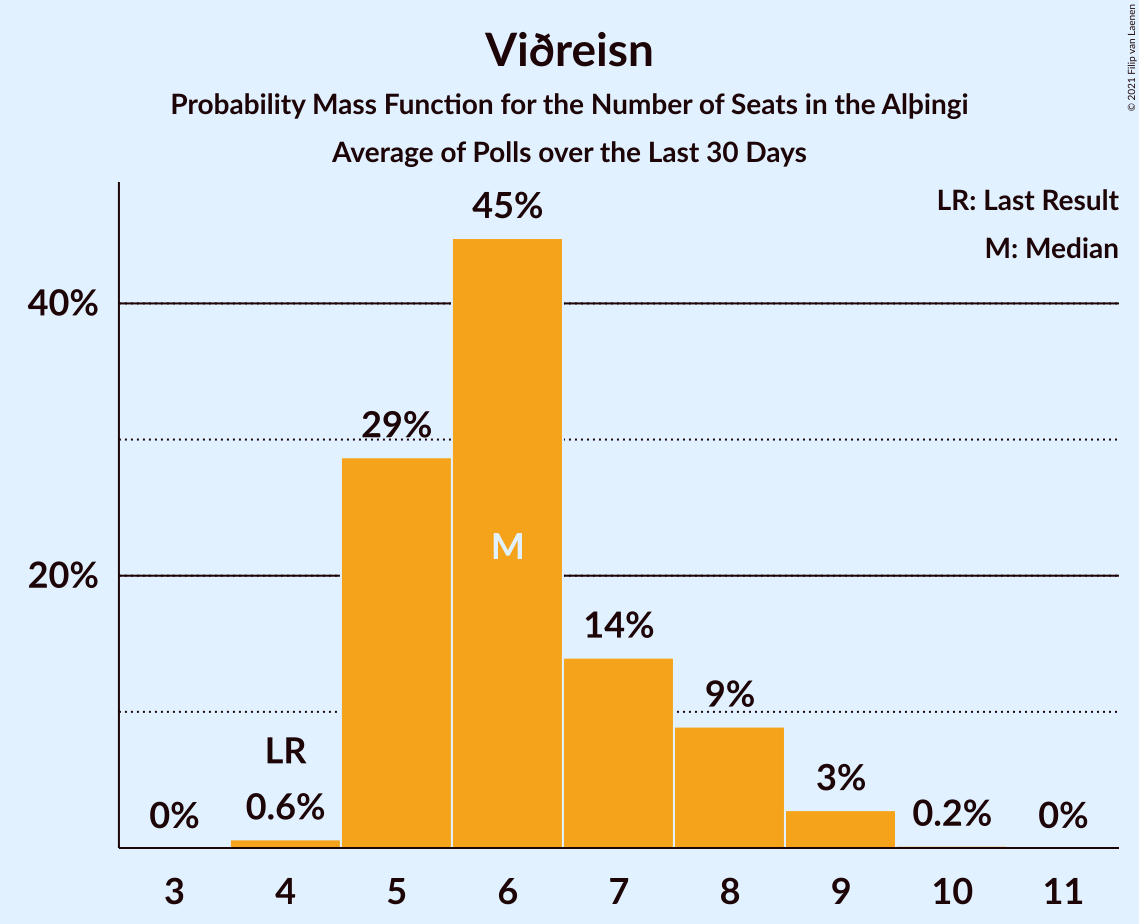 Viðreisn
Probability Mass Function for the Number of Seats in the Alþingi
Average of Polls over the Last 30 Days
© 2021 Filip van Laenen
LR: Last Result
M: Median
45%
40%
29%
M
20%
14%
9%
LR
3%
0%
0.6%
0.2%
0%
3 4 5 6 7 8 9 10 11